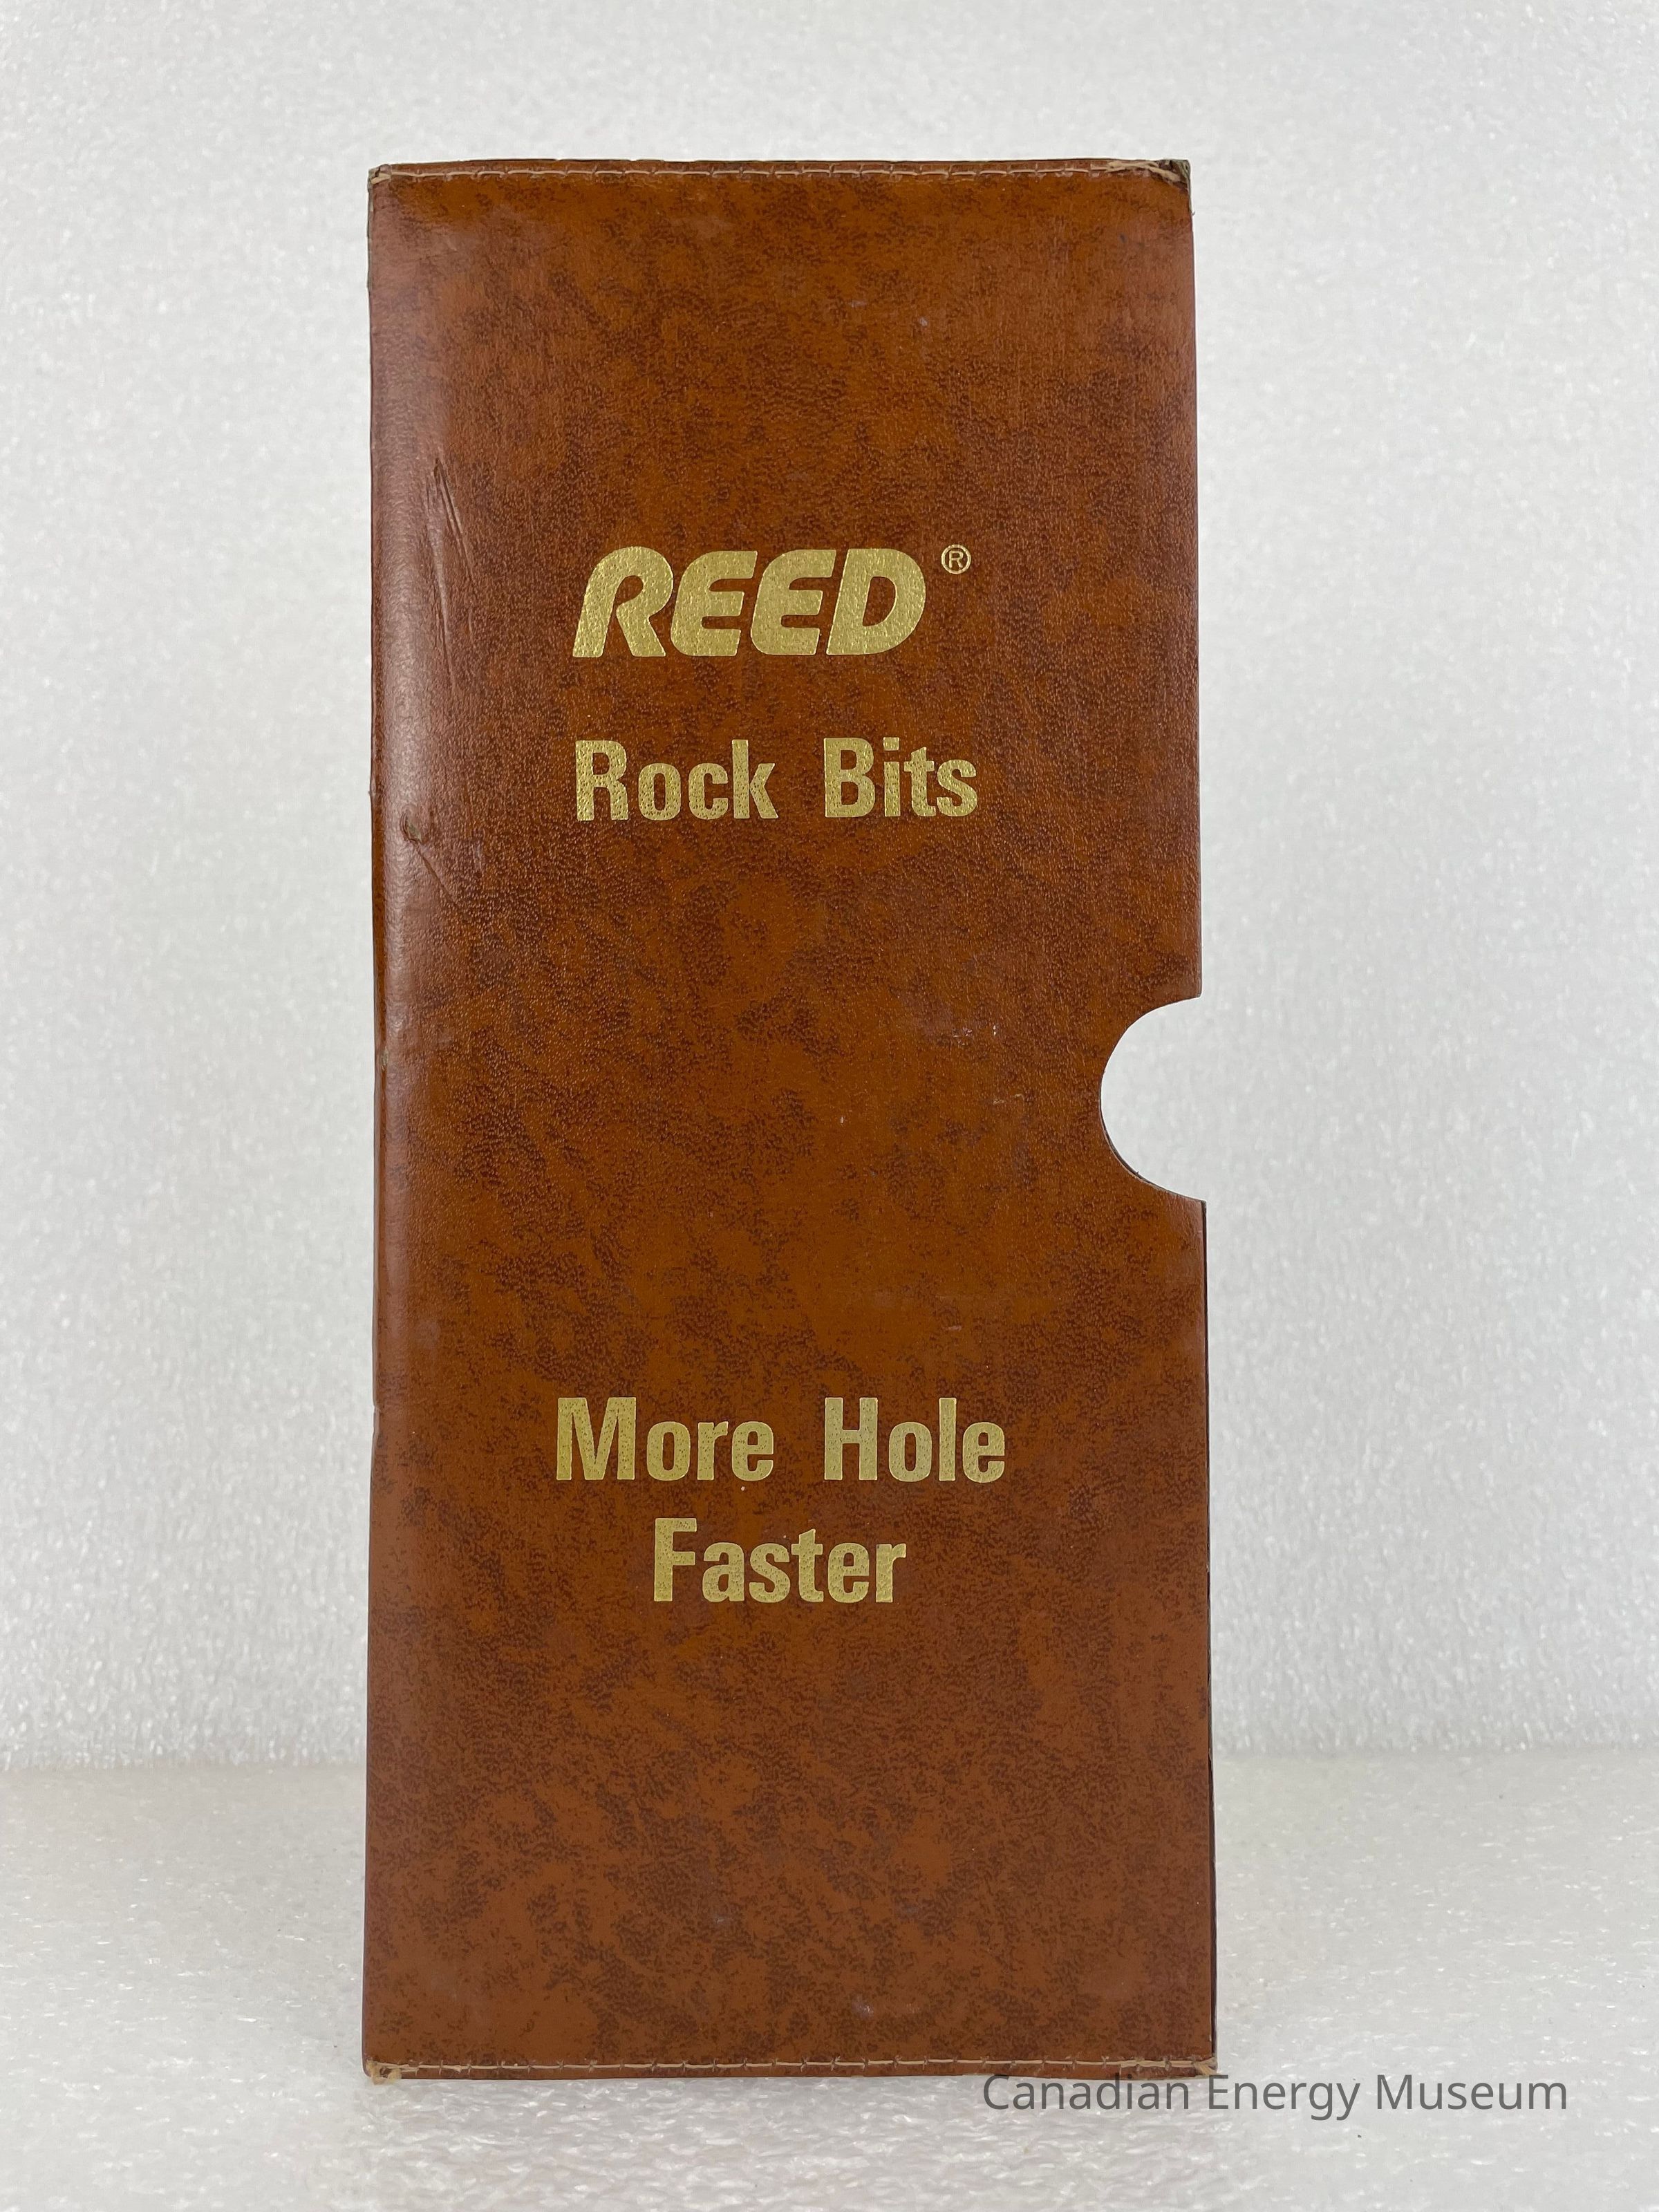 REED®
Rock Bits
More Hole
Faster
Canadian Energy Museum